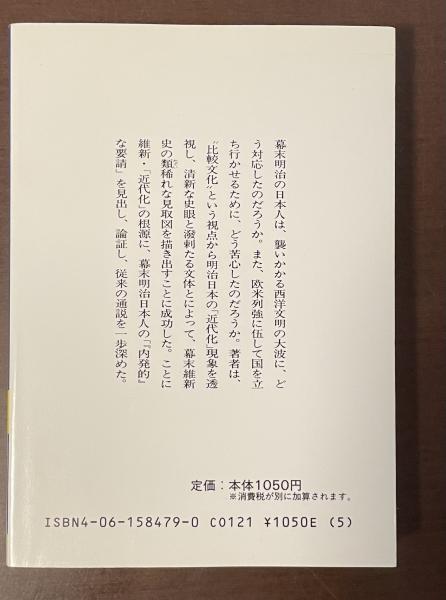 幕末明治の日本人は、襲いかかる西洋文明の大波に、ど
う対応したのだろうか。また、欧米列強に伍して国を立
ち行かせるために、どう苦心したのだろうか。著者は、
〝比較文化〟という視点から明治日本の「近代化」現象を透
視し、清新な史眼と潑剌たる文体とによって、幕末維新
史の類稀れな見取図を描き出すことに成功した。ことに
維新・「近代化」の根源に、幕末明治日本人の「『内発的』
な要請」を見出し、論証し、従来の通説を一歩深めた。
定価：本体1050円
※消費税が別に加算されます。
ISBN4-06-158479-0 C0121 ¥1050E (5)